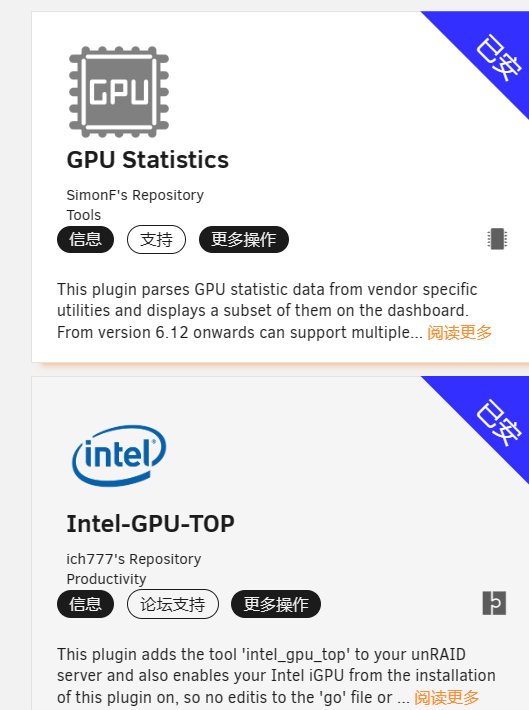 已安
GPU
GPU Statistics
SimonF's Repository
Tools
信息 支持 更多操作
This plugin parses GPU statistic data from vendor specific
utilities and displays a subset of them on the dashboard.
From version 6.12 onwards can support multiple... 阅读更多
已安
intel
Intel-GPU-TOP
ich777's Repository
Productivity
信息 论坛支持 更多操作
This plugin adds the tool 'intel_gpu_top' to your unRAID
server and also enables your Intel iGPU from the installation
of this plugin on, so no editis to the 'go' file or ... 阅读更多